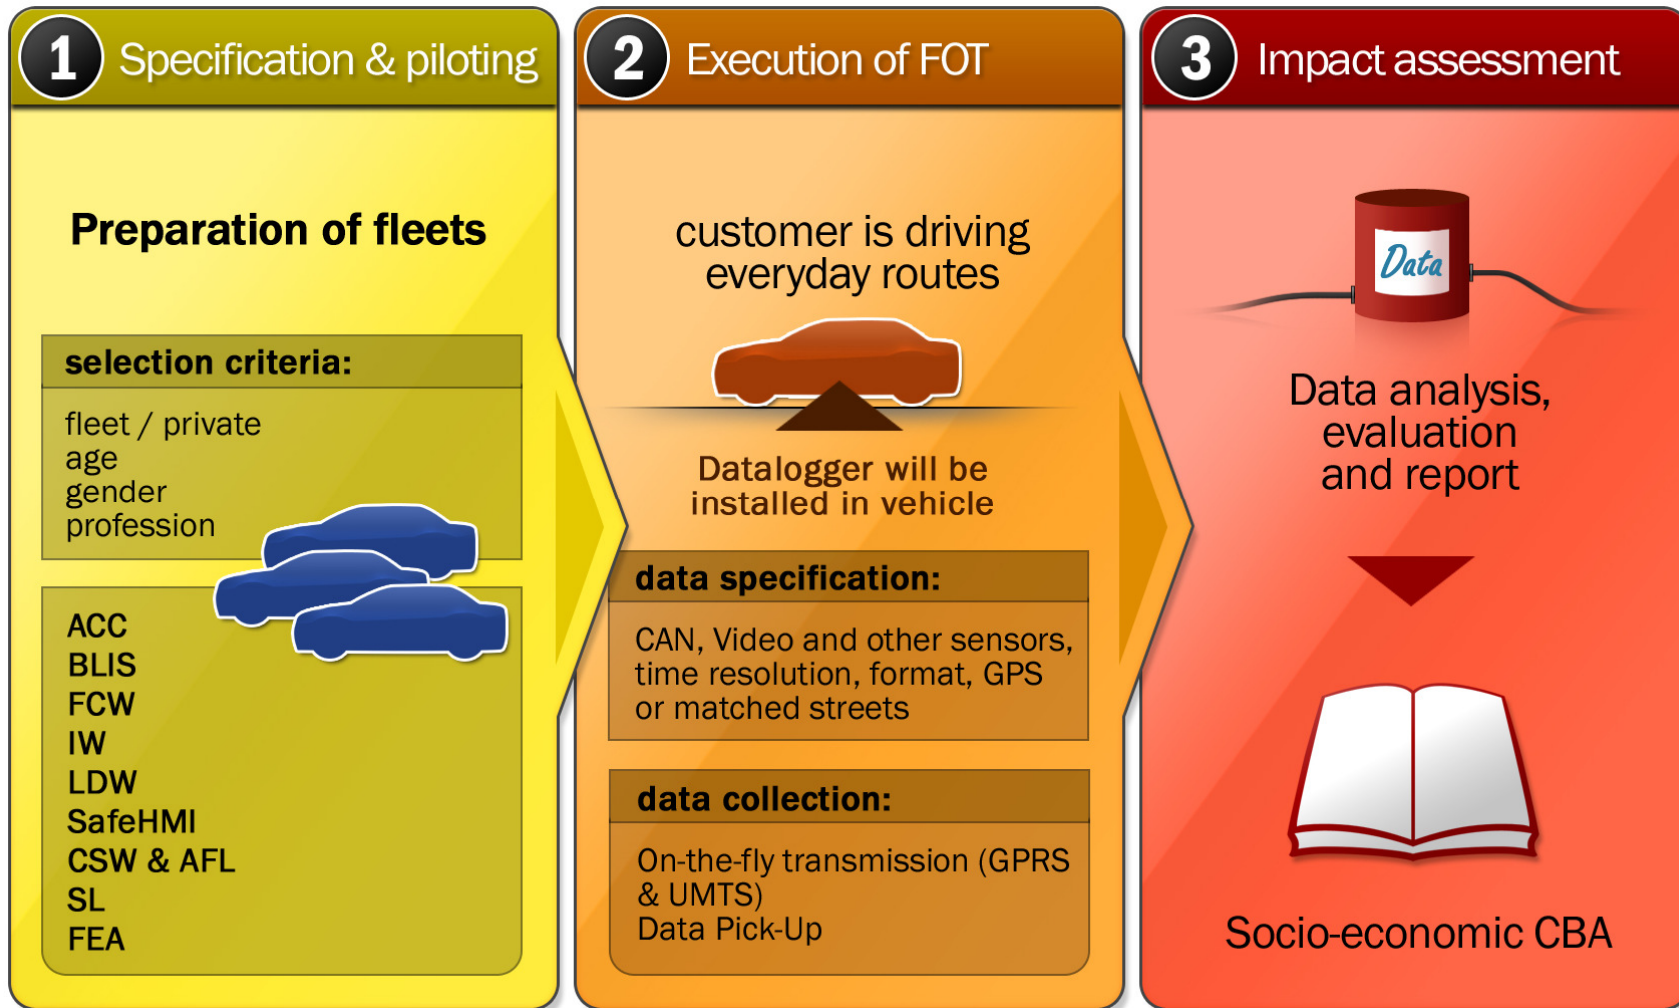 1 Specification & piloting
Preparation of fleets
selection criteria:
fleet / private
age
gender
profession
ACC
BLIS
FCW
IW
LDW
SafeHMI
CSW & AFL
SL
FEA
2 Execution of FOT
customer is driving
everyday routes
Datalogger will be
installed in vehicle
data specification:
CAN, Video and other sensors,
time resolution, format, GPS
or matched streets
data collection:
On-the-fly transmission (GPRS
& UMTS)
Data Pick-Up
3 Impact assessment
Data
Data analysis,
evaluation
and report
Socio-economic CBA